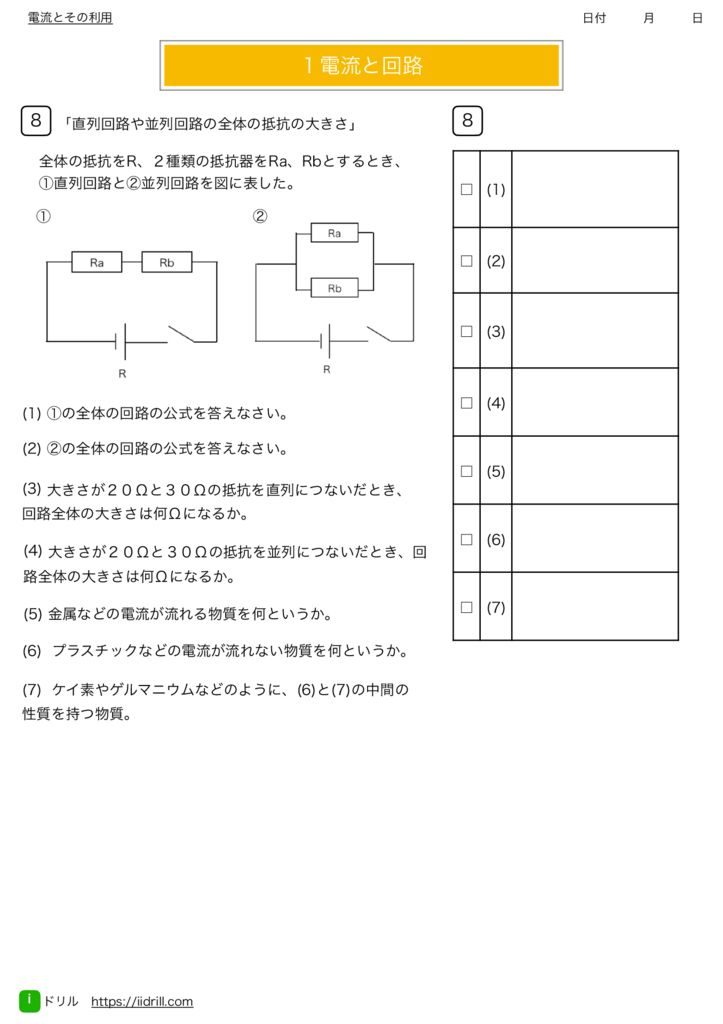 電流とその利用
日付　　月　　日
１電流と回路
8 「直列回路や並列回路の全体の抵抗の大きさ」
全体の抵抗をR、２種類の抵抗器をRa、Rbとするとき、
①直列回路と②並列回路を図に表した。
①
Ra Rb
R
②
Ra
Rb
R
(1) ①の全体の回路の公式を答えなさい。
(2) ②の全体の回路の公式を答えなさい。
(3) 大きさが２０Ωと３０Ωの抵抗を直列につないだとき、
回路全体の大きさは何Ωになるか。
(4) 大きさが２０Ωと３０Ωの抵抗を並列につないだとき、回
路全体の大きさは何Ωになるか。
(5) 金属などの電流が流れる物質を何というか。
(6) プラスチックなどの電流が流れない物質を何というか。
(7) ケイ素やゲルマニウムなどのように、(6)と(7)の中間の
性質を持つ物質。
8
□ (1)
□ (2)
□ (3)
□ (4)
□ (5)
□ (6)
□ (7)
i ドリル https://iidrill.com